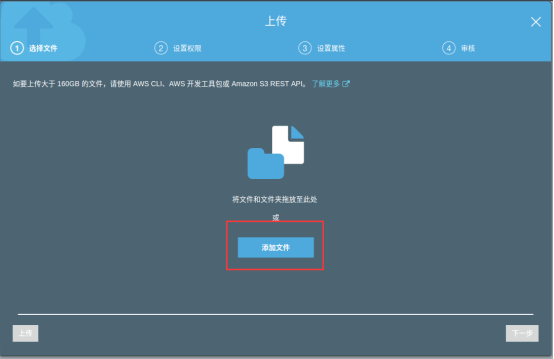 上传
1 选择文件
2 设置权限
3 设置属性
4 审核
如要上传大于 160GB 的文件，请使用 AWS CLI、AWS 开发工具包或 Amazon S3 REST API。 了解更多
将文件和文件夹拖放至此处
或
添加文件
上传
下一步